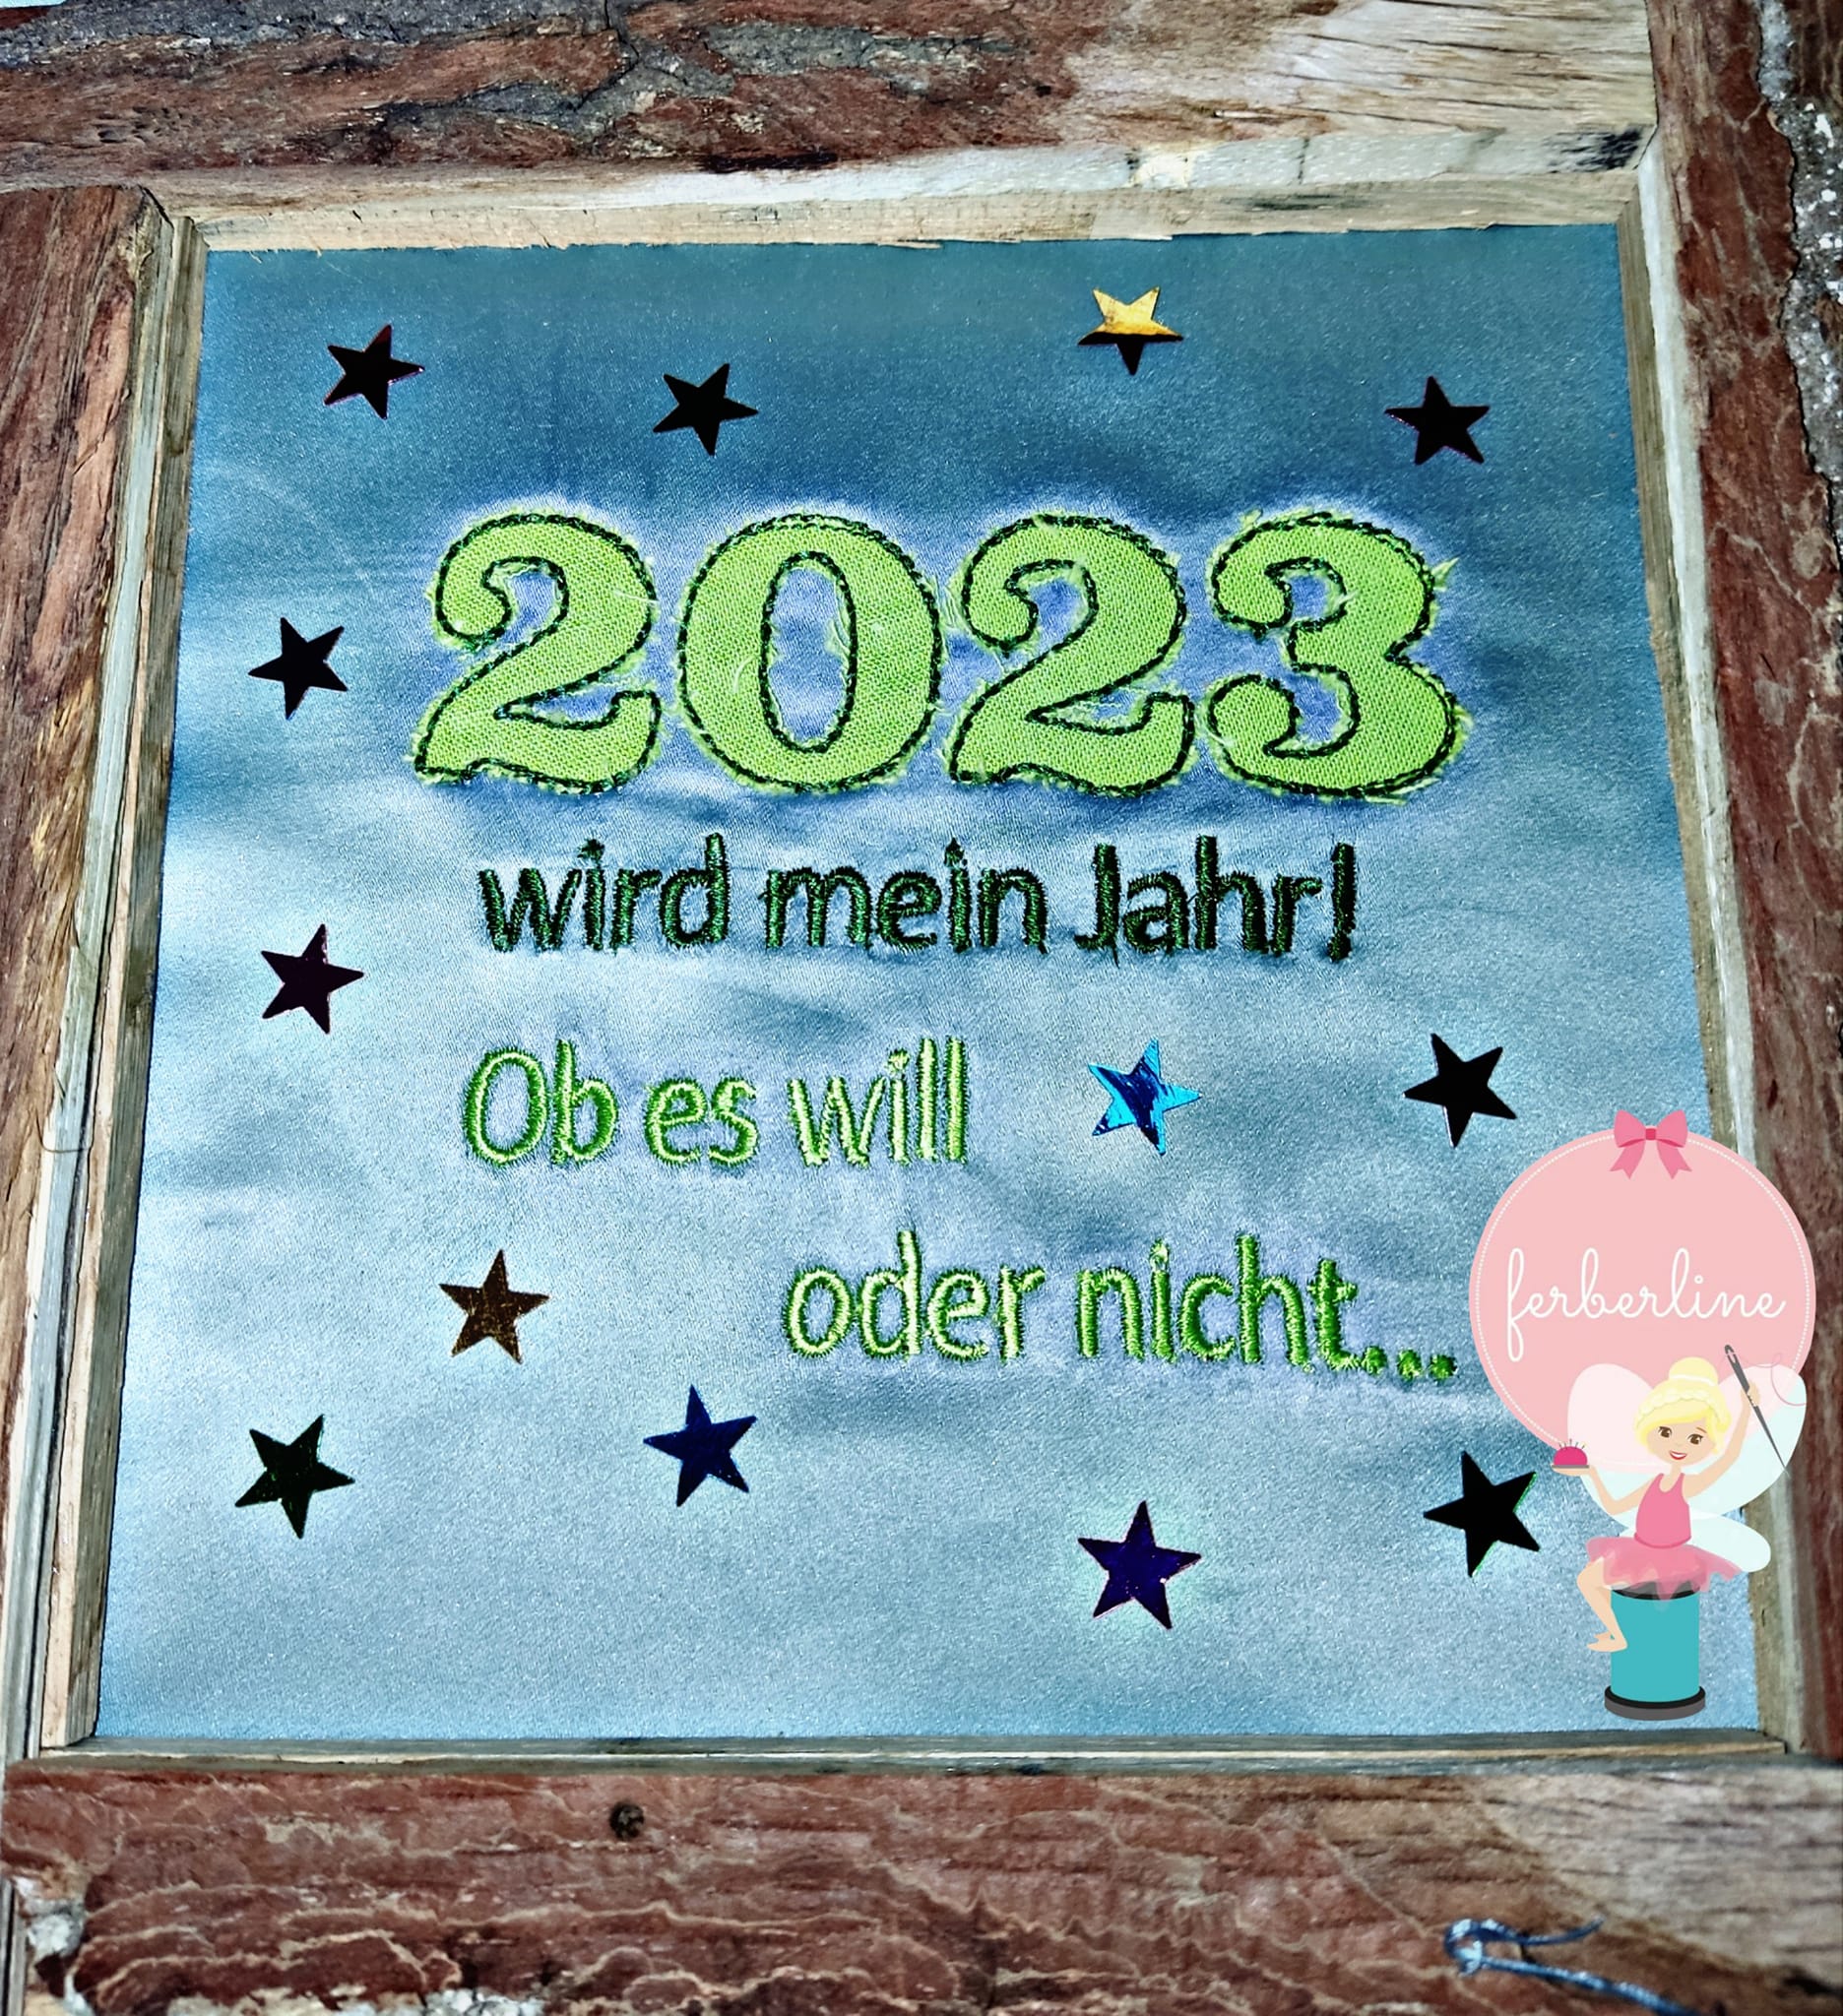 2023
wird mein Jahr!
Ob es will
oder nicht...
ferberline